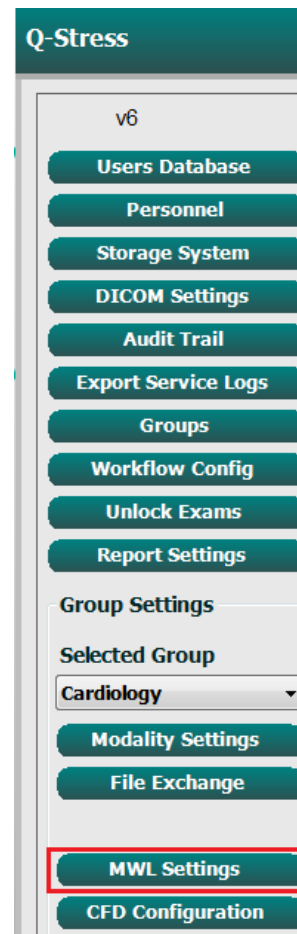 Q-Stress
v6
Users Database
Personnel
Storage System
DICOM Settings
Audit Trail
Export Service Logs
Groups
Workflow Config
Unlock Exams
Report Settings
Group Settings
Selected Group
Cardiology
Modality Settings
File Exchange
MWL Settings
CFD Configuration